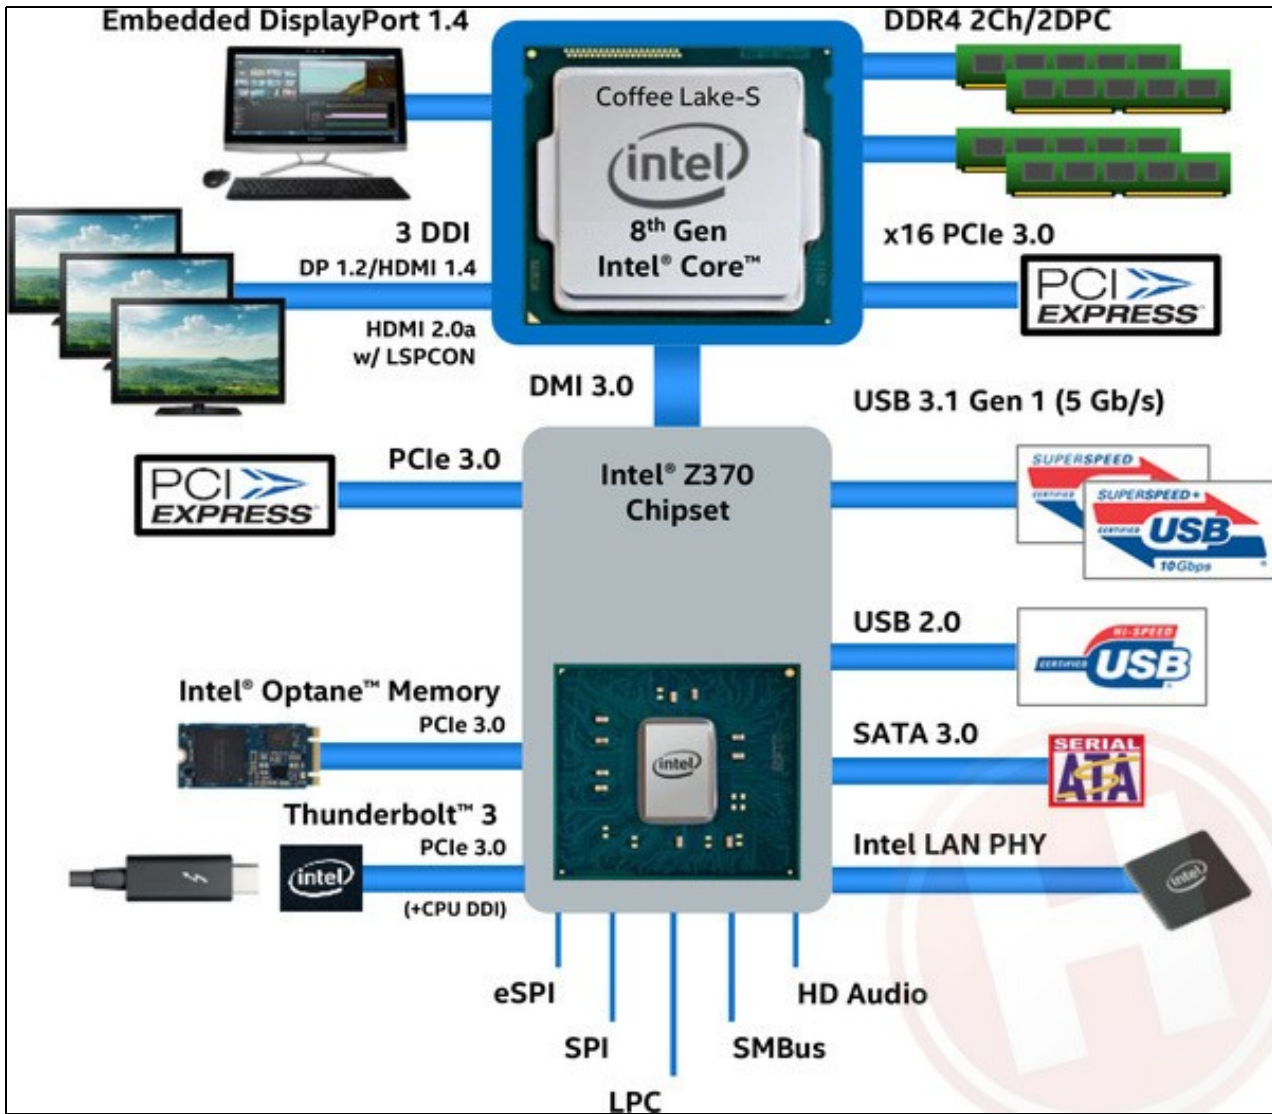 Embedded DisplayPort 1.4
DDR4 2Ch/2DPC
Coffee Lake-S
intel
8th Gen
Intel® Core™
3 DDI
DP 1.2/HDMI 1.4
HDMI 2.0a
w/ LSPCON
x16 PCIe 3.0
PCI
EXPRESS
DMI 3.0
USB 3.1 Gen 1 (5 Gb/s)
PCIe 3.0
PCI
EXPRESS
Intel® Z370
Chipset
SUPERSPEED
CERTIFIED
SUPERSPEED+
CERTIFIED USB
10Gbps
USB 2.0
HI-SPEED
CERTIFIED USB
Intel® Optane™ Memory
PCIe 3.0
intel
SATA 3.0
SERIAL
ATA
Thunderbolt™ 3
PCIe 3.0
intel
(+CPU DDI)
Intel LAN PHY
intel
eSPI
HD Audio
SPI
SMBus
LPC
H